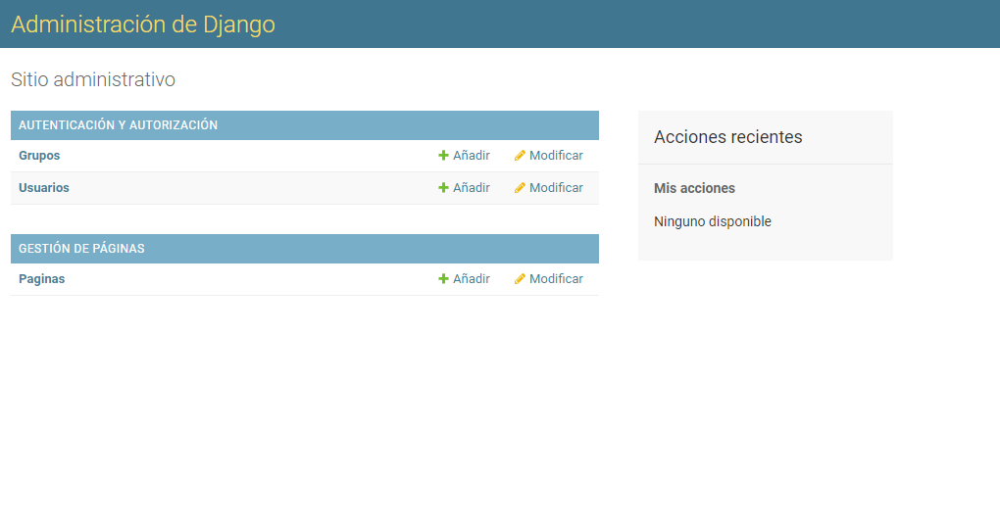 Administración de Django
Sitio administrativo
AUTENTICACIÓN Y AUTORIZACIÓN
Grupos Añadir Modificar
Usuarios Añadir Modificar
GESTIÓN DE PÁGINAS
Paginas Añadir Modificar
Acciones recientes
Mis acciones
Ninguno disponible